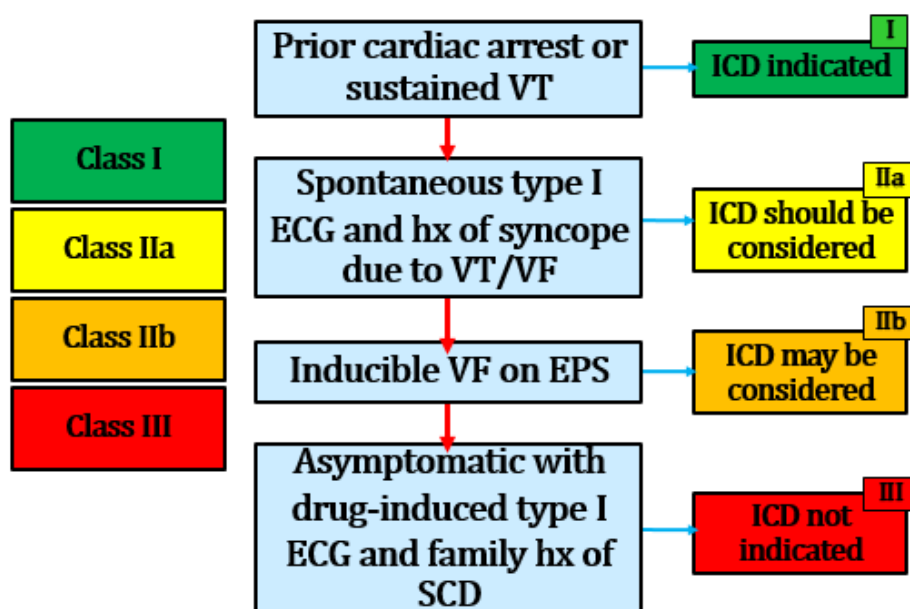 Prior cardiac arrest or
sustained VT
I
ICD indicated
Class I
Class IIa
Class IIb
Class III
Spontaneous type I
ECG and hx of syncope
due to VT/VF
IIa
ICD should be
considered
Inducible VF on EPS
IIb
ICD may be
considered
Asymptomatic with
drug-induced type I
ECG and family hx of
SCD
III
ICD not
indicated